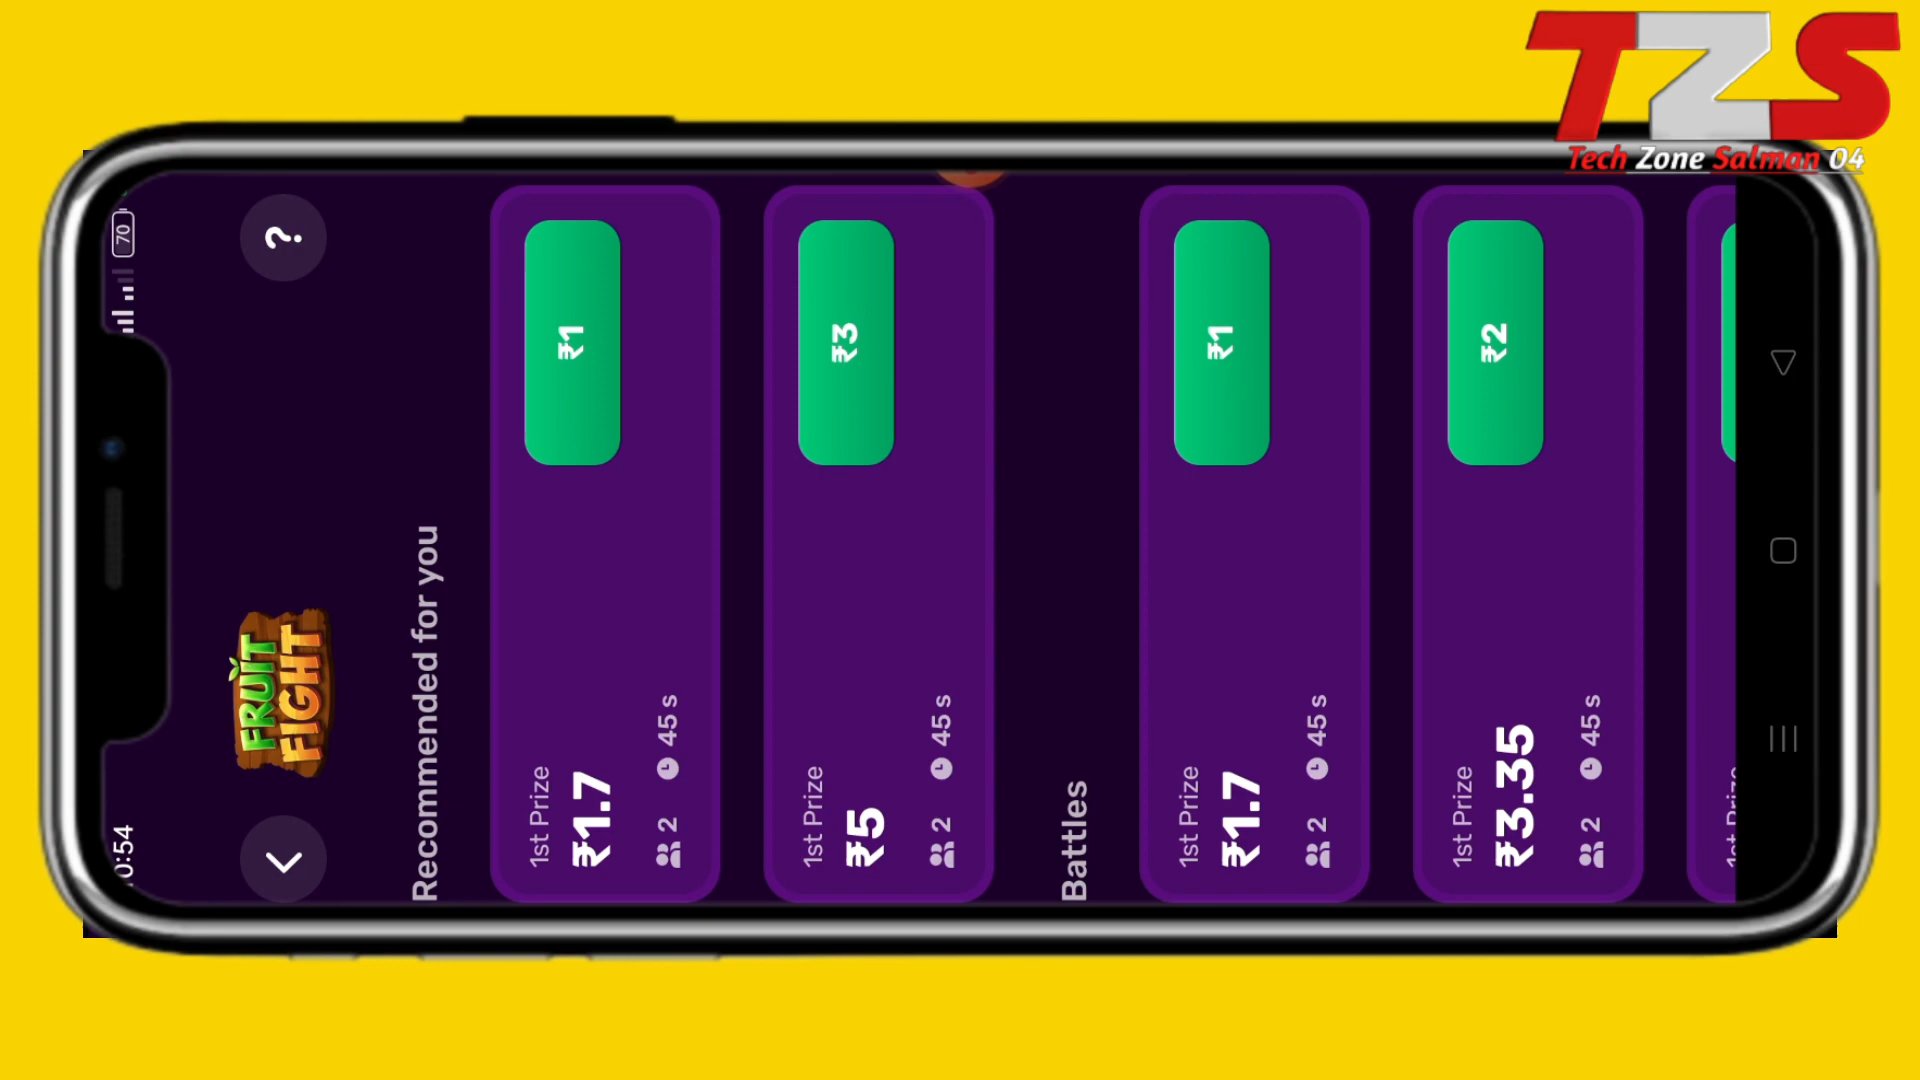 TZS
Tech Zone Salman 04
0:54
70
FRUIT
FIGHT
?
Recommended for you
1st Prize
₹1.7
₹1
2 45 s
1st Prize
₹5
₹3
2 45 s
Battles
1st Prize
₹1.7
₹1
2 45 s
1st Prize
₹3.35
₹2
2 45 s
1st Prize